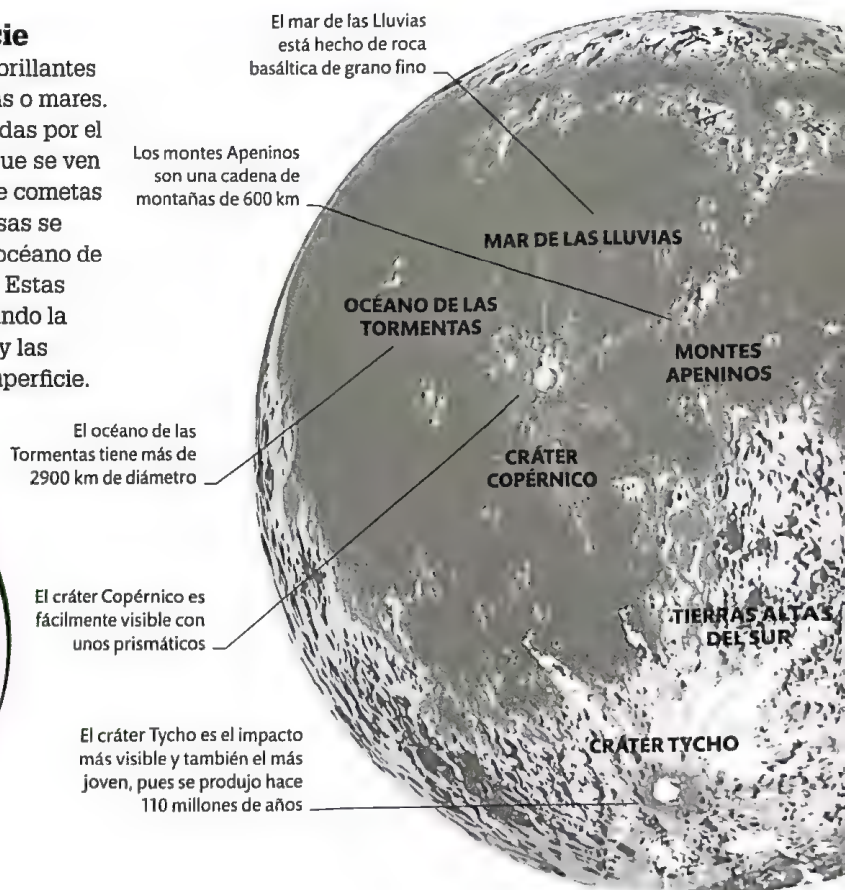 cie
brillantes
as o mares.
das por el
que se ven
e cometas
sas se
océano de
Estas
ando la
y las
uperficie.
El mar de las Lluvias
está hecho de roca
basáltica de grano fino
Los montes Apeninos
son una cadena de
montañas de 600 km
El océano de las
Tormentas tiene más de
2900 km de diámetro
El cráter Copérnico es
fácilmente visible con
unos prismáticos
El cráter Tycho es el impacto
más visible y también el más
joven, pues se produjo hace
110 millones de años
MAR DE LAS LLUVIAS
OCÉANO DE LAS
TORMENTAS
MONTES
APENINOS
CRÁTER
COPÉRNICO
TIERRAS ALTAS
DEL SUR
CRÁTER TYCHO